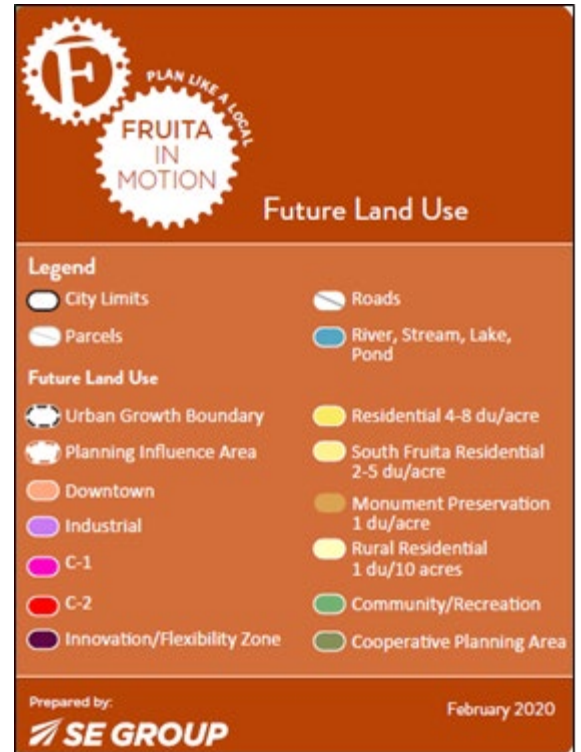 F
PLAN LIKE A LOCAL
FRUITA
IN
MOTION
Future Land Use
Legend
City Limits
Parcels
Roads
River, Stream, Lake,
Pond
Future Land Use
Urban Growth Boundary
Planning Influence Area
Downtown
Industrial
C-1
C-2
Innovation/Flexibility Zone
Residential 4-8 du/acre
South Fruita Residential
2-5 du/acre
Monument Preservation
1 du/acre
Rural Residential
1 du/10 acres
Community/Recreation
Cooperative Planning Area
Prepared by:
SE GROUP
February 2020